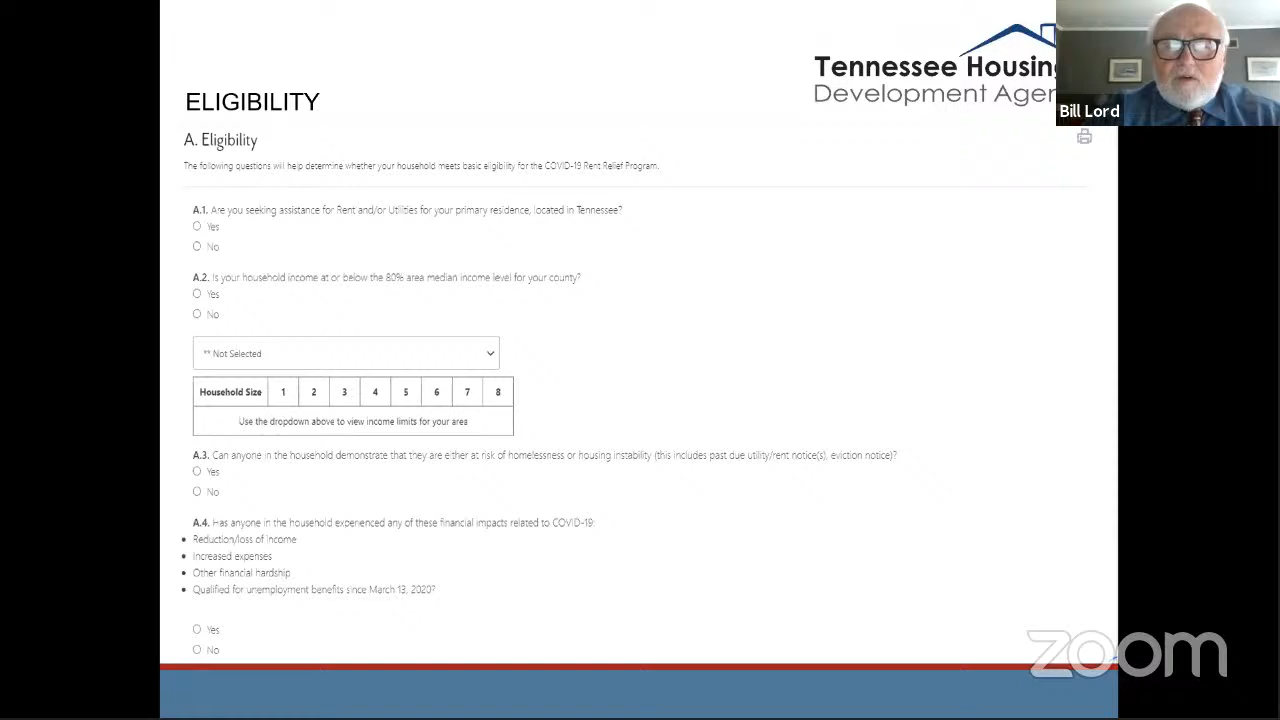 Tennessee Housing
Development Agen
Bill Lord
ELIGIBILITY
A. Eligibility
The following questions will help determine whether your household meets basic eligibility for the COVID-19 Rent Relief Program.
A.1. Are you seeking assistance for Rent and/or Utilities for your primary residence, located in Tennessee?
Yes
No
A.2. Is your household income at or below the 80% area median income level for your county?
Yes
No
** Not Selected
Household Size 1 2 3 4 5 6 7 8
Use the dropdown above to view income limits for your area
A.3. Can anyone in the household demonstrate that they are either at risk of homelessness or housing instability (this includes past due utility/rent notice(s), eviction notice)?
Yes
No
A.4. Has anyone in the household experienced any of these financial impacts related to COVID-19:
• Reduction/loss of income
• Increased expenses
• Other financial hardship
• Qualified for unemployment benefits since March 13, 2020?
Yes
No
zoom